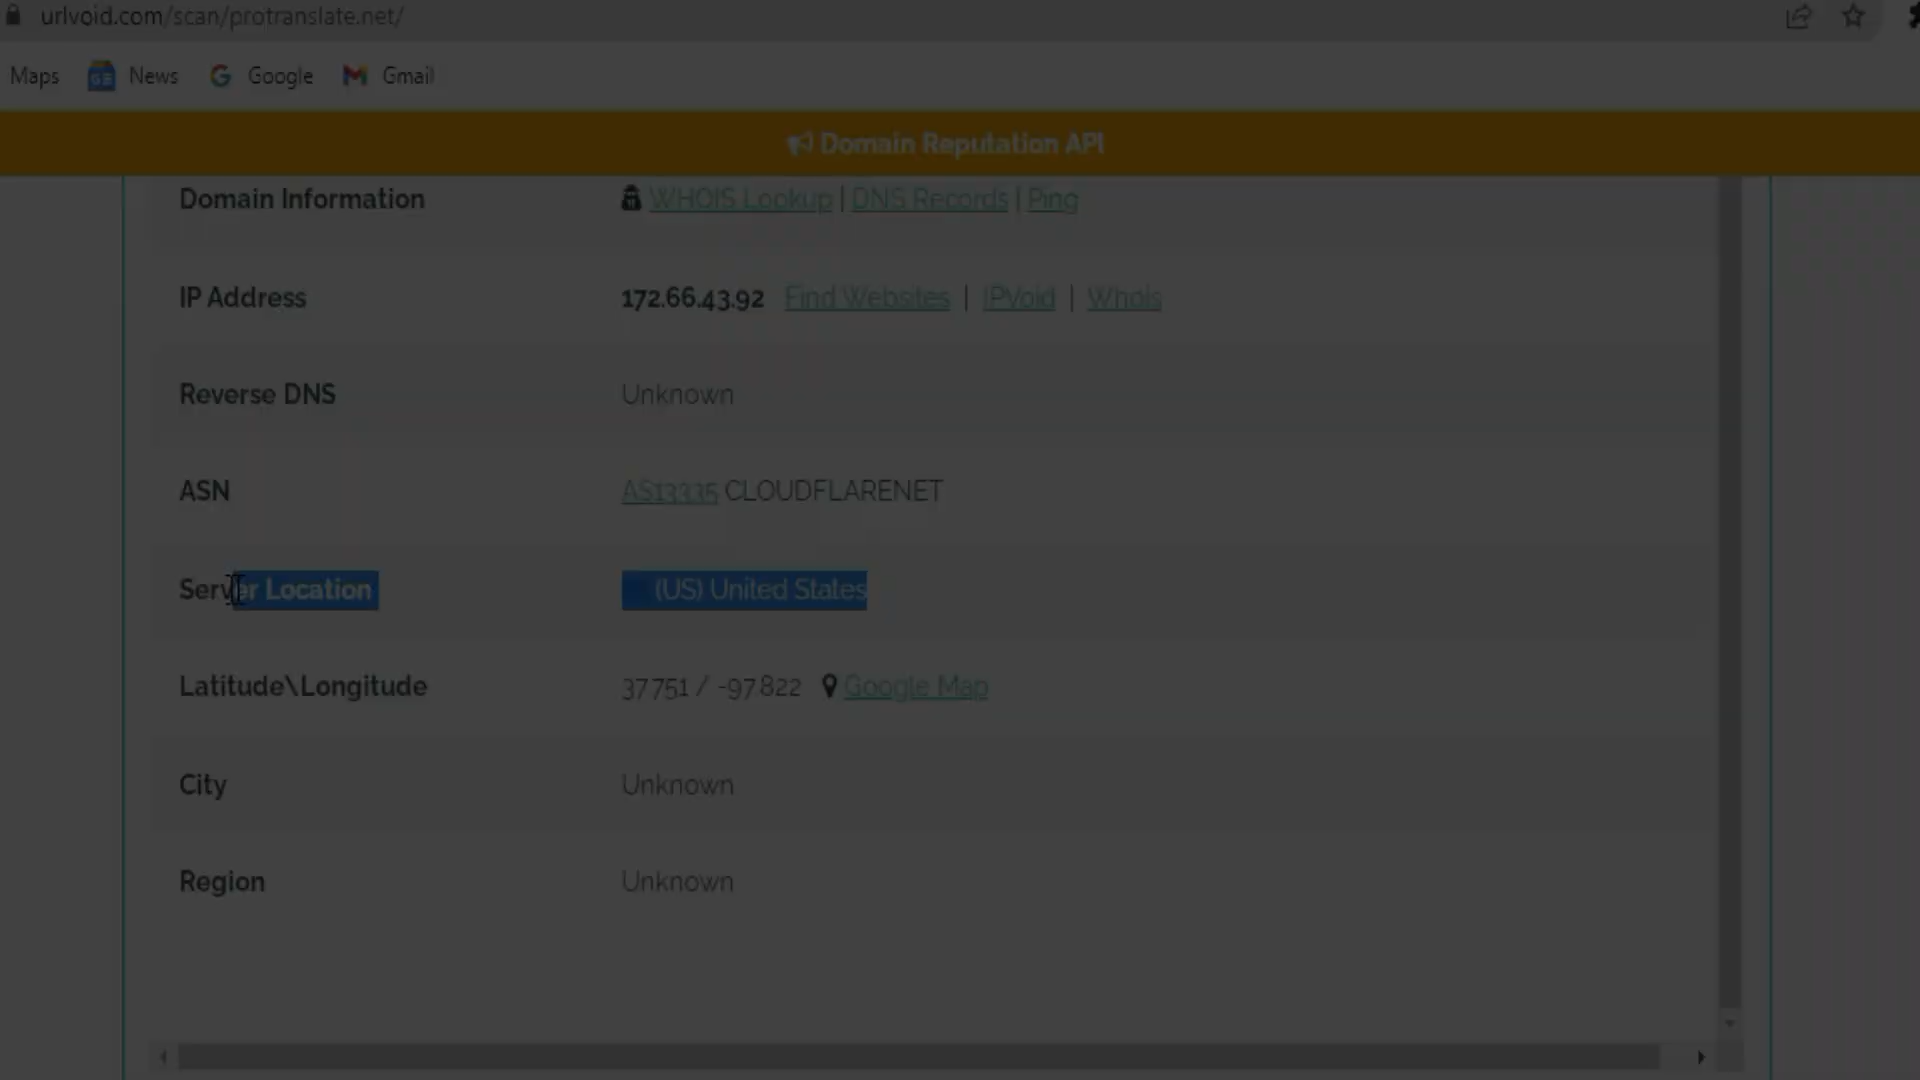 urlvoid.com/scan/protranslate.net/
Maps News Google Gmail
Domain Reputation API
Domain Information WHOIS Lookup | DNS Records | Ping
IP Address 172.66.43.92 Find Websites | IPVoid | Whois
Reverse DNS Unknown
ASN AS13335 CLOUDFLARENET
Server Location (US) United States
Latitude\Longitude 37.751 / -97.822 Google Map
City Unknown
Region Unknown